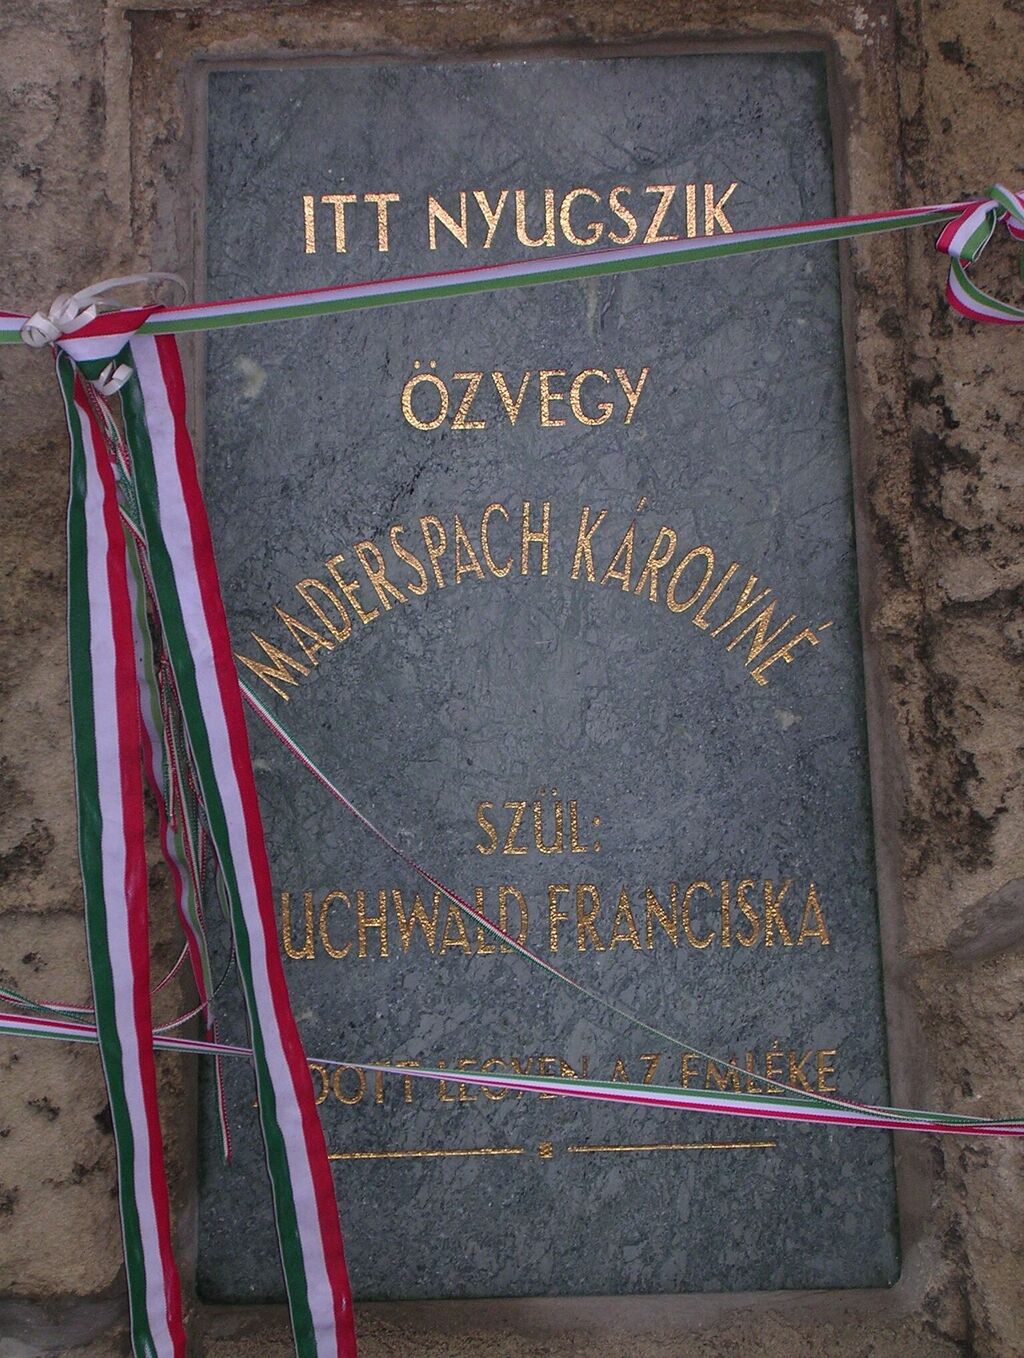 ITT NYUGSZIK
ÖZVEGY
MADERSPACH KÁROLYNÉ
SZÜL:
UCHWALD FRANCISKA
LEGYEN AZ EMLÉKE